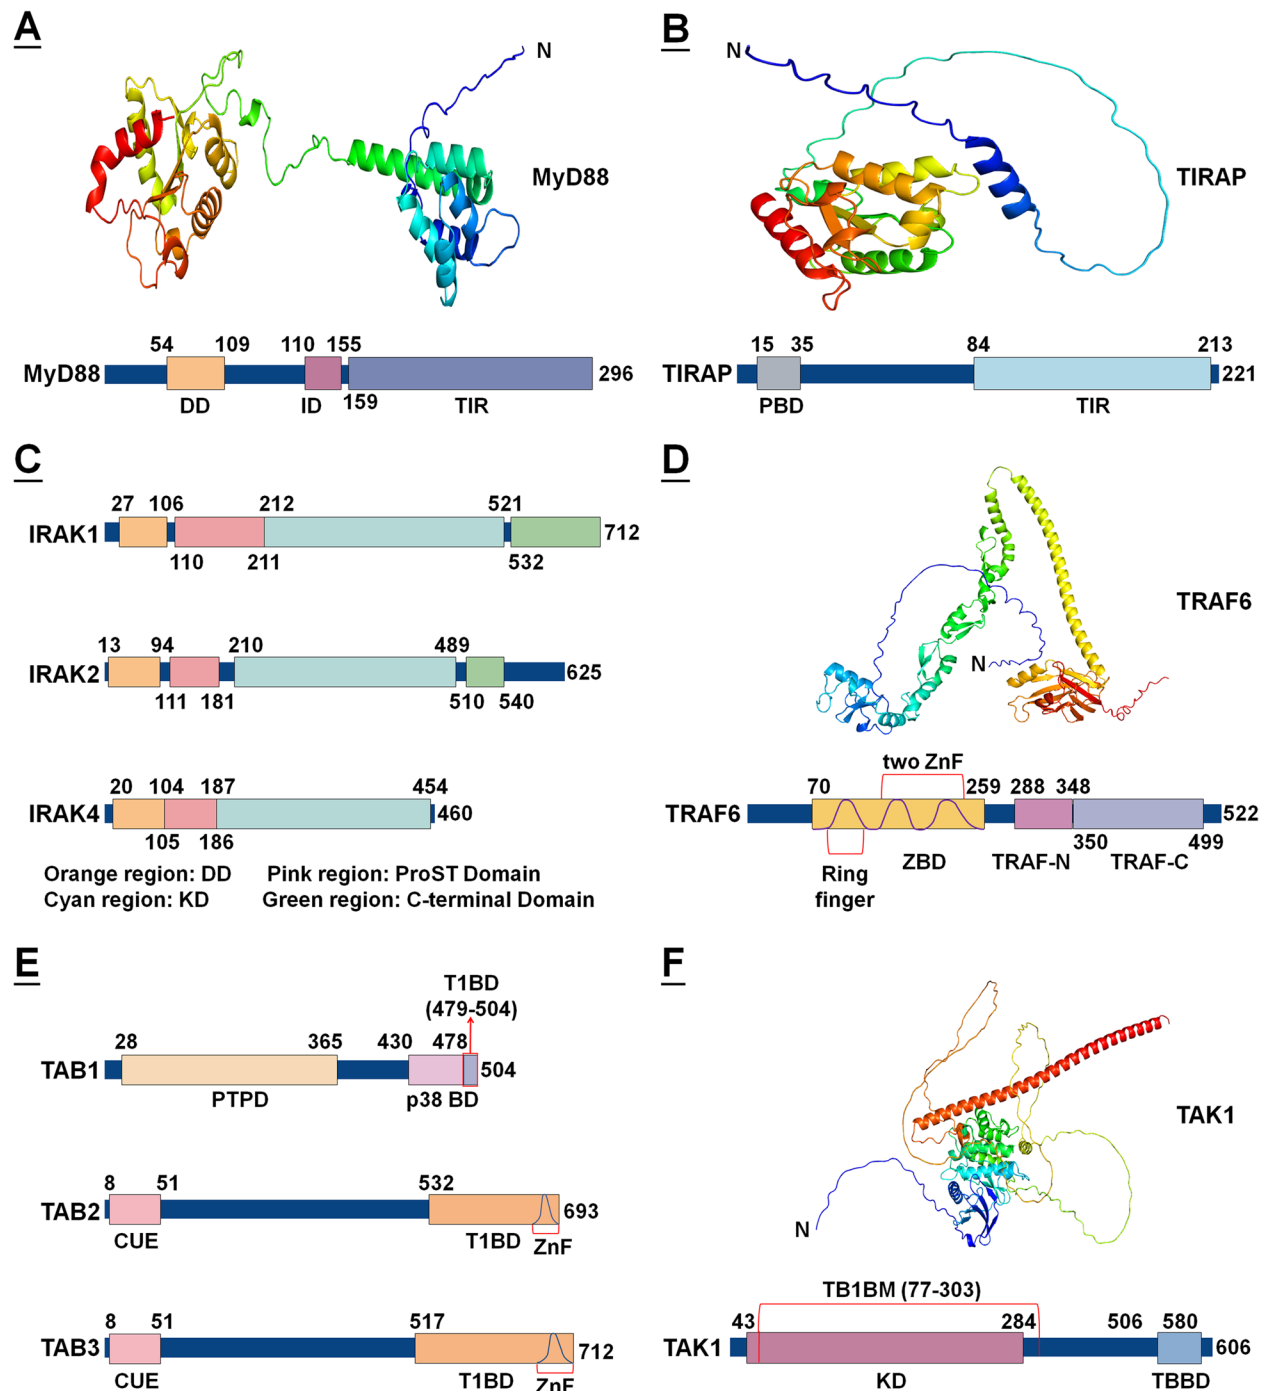 A
N
MyD88
54 109 110 155
MyD88
296
DD ID 159 TIR
B
N
TIRAP
15 35 84 213
TIRAP
221
PBD TIR
C
27 106 212 521
IRAK1
712
110 211 532
13 94 210 489
IRAK2
625
111 181 510 540
20 104 187 454
IRAK4
460
105 186
Orange region: DD Pink region: ProST Domain
Cyan region: KD Green region: C-terminal Domain
D
TRAF6
N
two ZnF
70 259 288 348
TRAF6
522
350 499
Ring
finger
ZBD TRAF-N TRAF-C
E
T1BD
(479-504)
28 365 430 478
TAB1
504
PTPD p38 BD
8 51 532
TAB2
693
CUE T1BD ZnF
8 51 517
TAB3
712
CUE T1BD ZnF
F
TAK1
N
TB1BM (77-303)
43 284 506 580
TAK1
606
KD TBBD